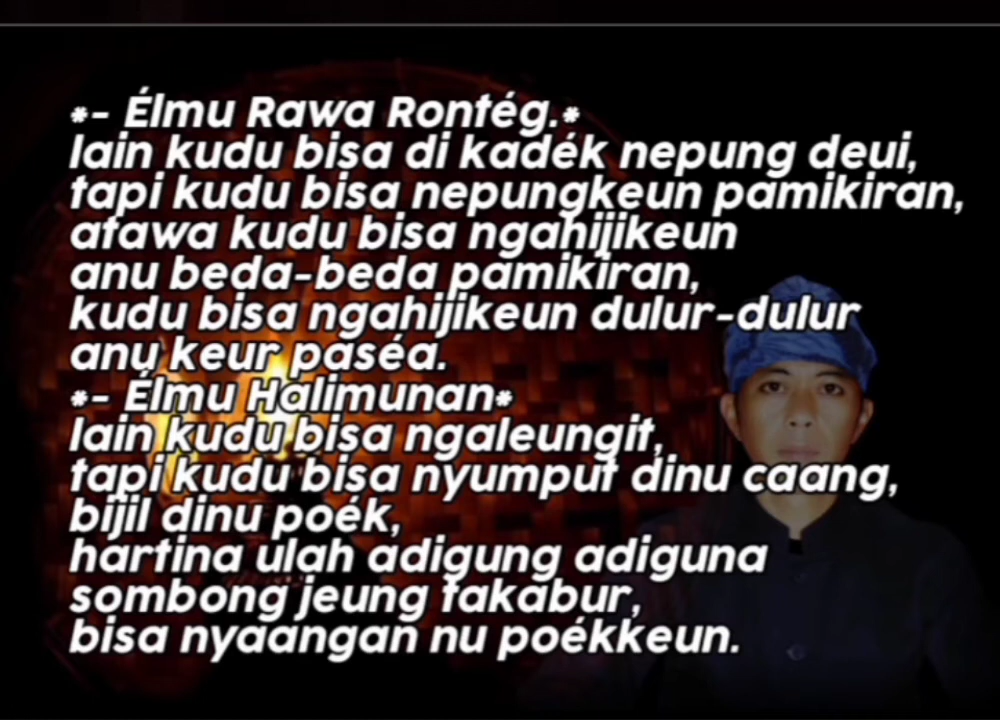 *- Élmu Rawa Rontég.*
lain kudu bisa di kadék nepung deui,
tapi kudu bisa nepungkeun pamikiran,
atawa kudu bisa ngahijikeun
anu beda-beda pamikiran,
kudu bisa ngahijikeun dulur-dulur
anu keur paséa.
*- Élmu Halimunan*
lain kudu bisa ngaleungit,
tapi kudu bisa nyumput dinu caang,
bijil dinu poék,
hartina ulah adigung adiguna
sombong jeung takabur,
bisa nyaangan nu poékkeun.